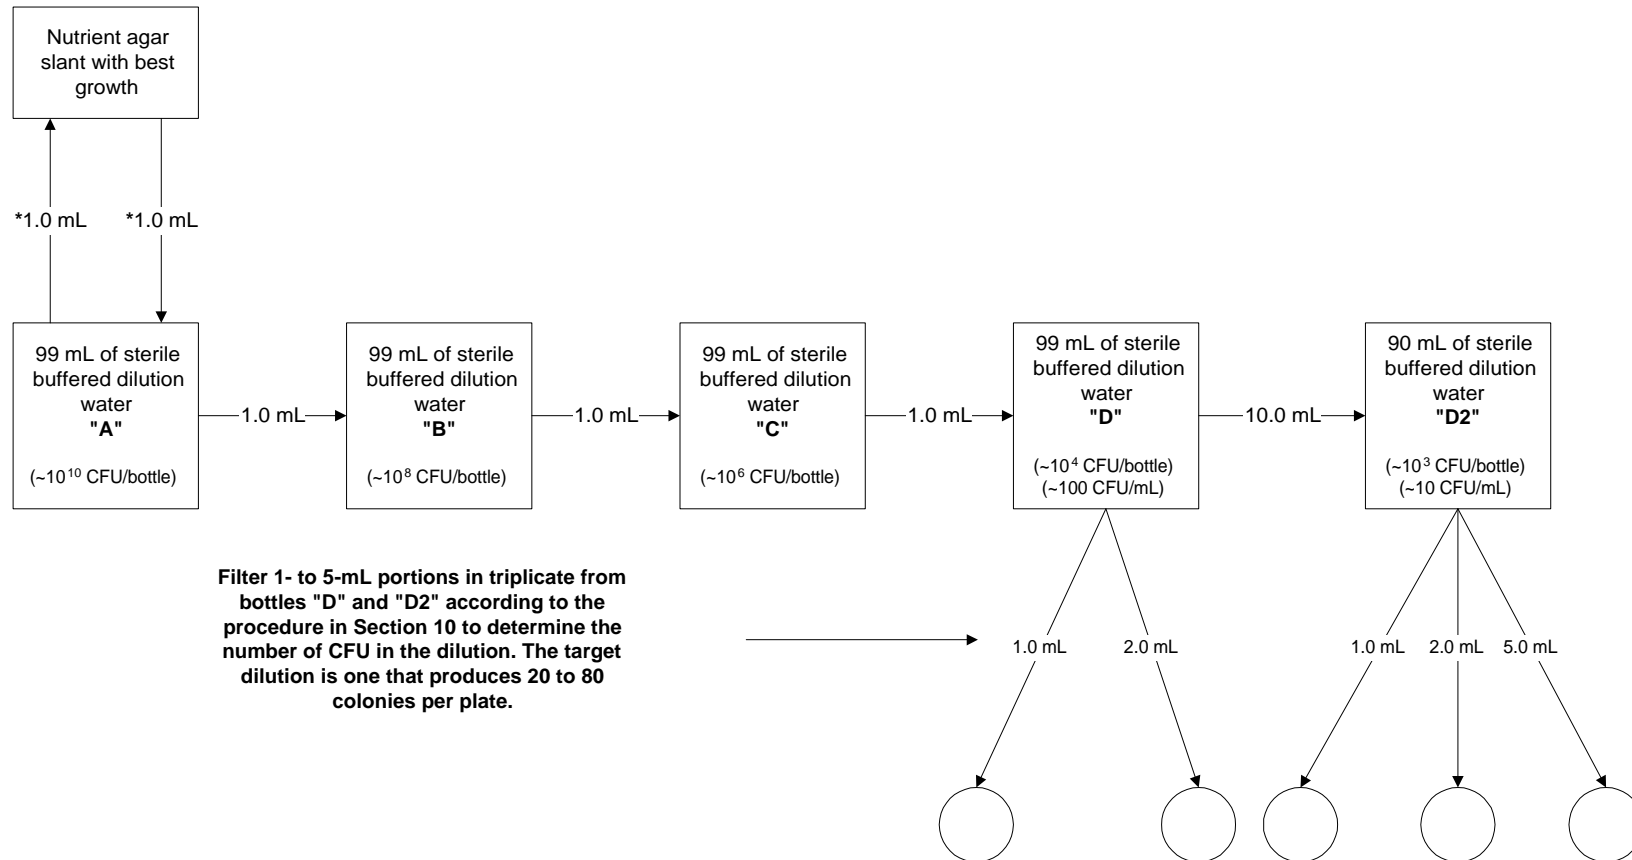 Nutrient agar
slant with best
growth
*1.0 mL
*1.0 mL
99 mL of sterile
buffered dilution
water
"A"
(~10¹⁰ CFU/bottle)
1.0 mL
99 mL of sterile
buffered dilution
water
"B"
(~10⁸ CFU/bottle)
1.0 mL
99 mL of sterile
buffered dilution
water
"C"
(~10⁶ CFU/bottle)
1.0 mL
99 mL of sterile
buffered dilution
water
"D"
(~10⁴ CFU/bottle)
(~100 CFU/mL)
10.0 mL
90 mL of sterile
buffered dilution
water
"D2"
(~10³ CFU/bottle)
(~10 CFU/mL)
Filter 1- to 5-mL portions in triplicate from
bottles "D" and "D2" according to the
procedure in Section 10 to determine the
number of CFU in the dilution. The target
dilution is one that produces 20 to 80
colonies per plate.
1.0 mL
2.0 mL
1.0 mL
2.0 mL
5.0 mL